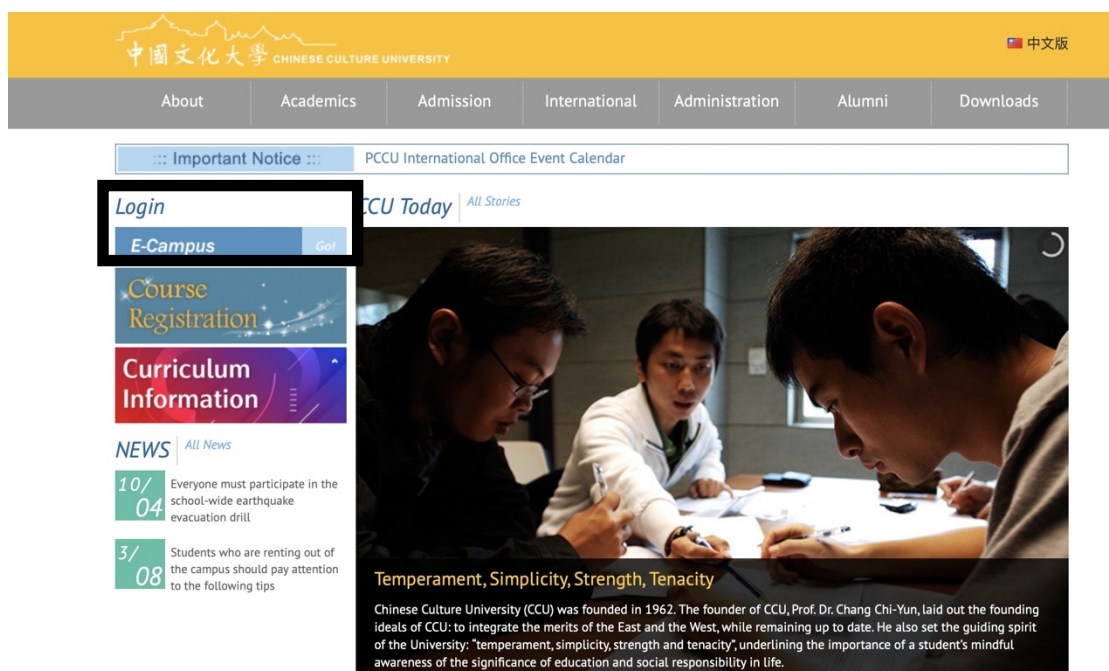 中國文化大學 CHINESE CULTURE UNIVERSITY
中文版
About Academics Admission International Administration Alumni Downloads
::: Important Notice :::
PCCU International Office Event Calendar
Login
E-Campus Go!
Course
Registration
Curriculum
Information
NEWS All News
10/
04
Everyone must participate in the
school-wide earthquake
evacuation drill
3/
08
Students who are renting out of
the campus should pay attention
to the following tips
CCU Today All Stories
Temperament, Simplicity, Strength, Tenacity
Chinese Culture University (CCU) was founded in 1962. The founder of CCU, Prof. Dr. Chang Chi-Yun, laid out the founding
ideals of CCU: to integrate the merits of the East and the West, while remaining up to date. He also set the guiding spirit
of the University: "temperament, simplicity, strength and tenacity", underlining the importance of a student's mindful
awareness of the significance of education and social responsibility in life.